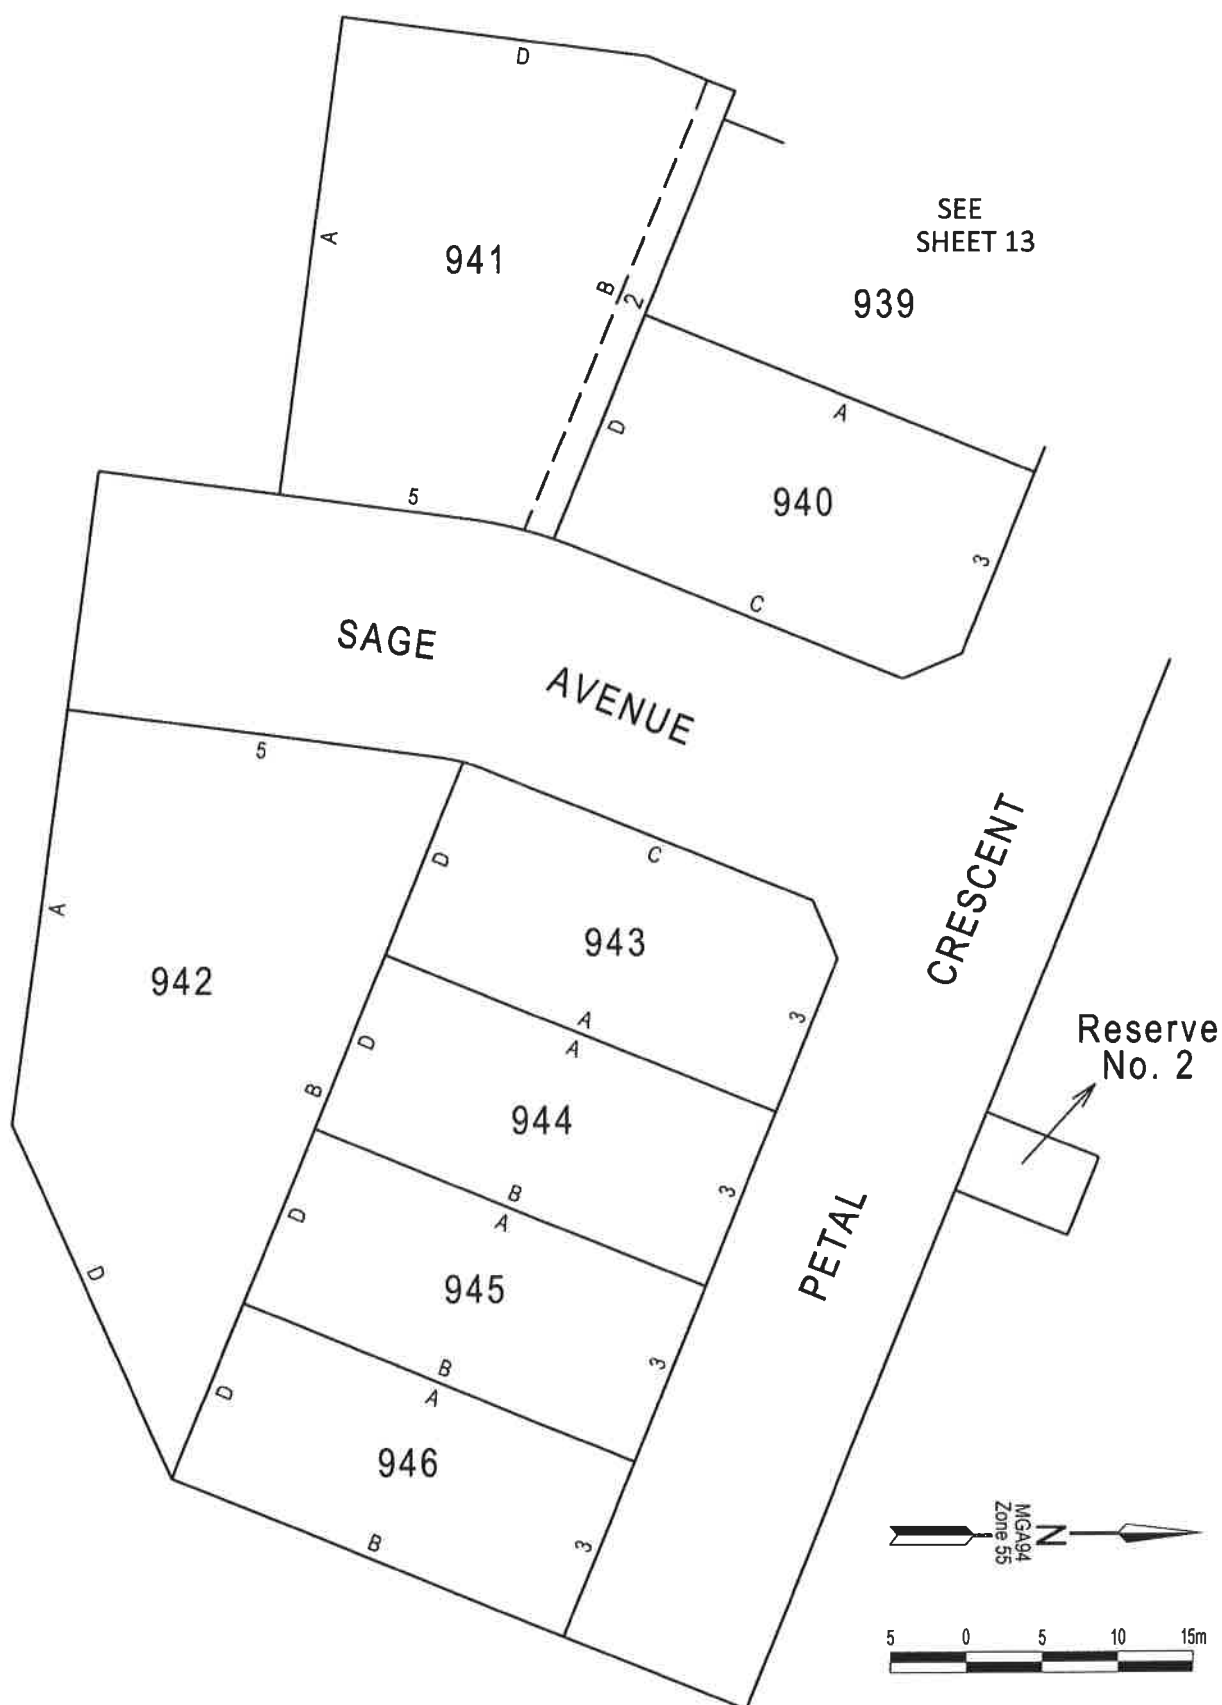 D
SEE
SHEET 13
A
941
B
2
939
A
D
5
940
3
C
SAGE AVENUE
5
D
C
CRESCENT
A
943
942
3
A
D
A
Reserve
No. 2
B
944
3
B
D
A
PETAL
D
945
3
B
D
A
946
B
3
MGA94
Zone 55
N
5 0 5 10 15m